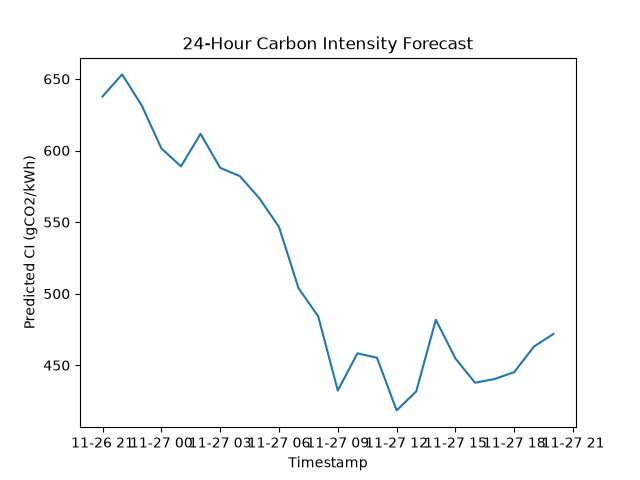 24-Hour Carbon Intensity Forecast
Predicted CI (gCO2/kWh)
650
600
550
500
450
11-26 21 11-27 00 11-27 03 11-27 06 11-27 09 11-27 12 11-27 15 11-27 18 11-27 21
Timestamp